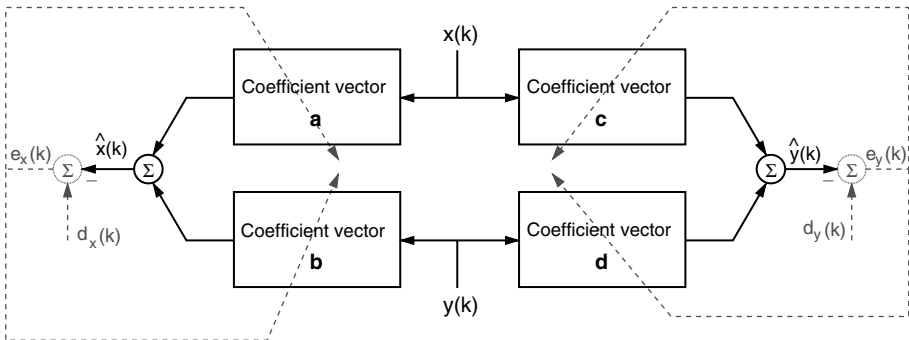 x(k)
Coefficient vector
a
Coefficient vector
c
e_x(k)
Σ
x̂(k)
Σ
Σ
ŷ(k)
Σ
e_y(k)
−
−
d_x(k)
d_y(k)
Coefficient vector
b
Coefficient vector
d
y(k)